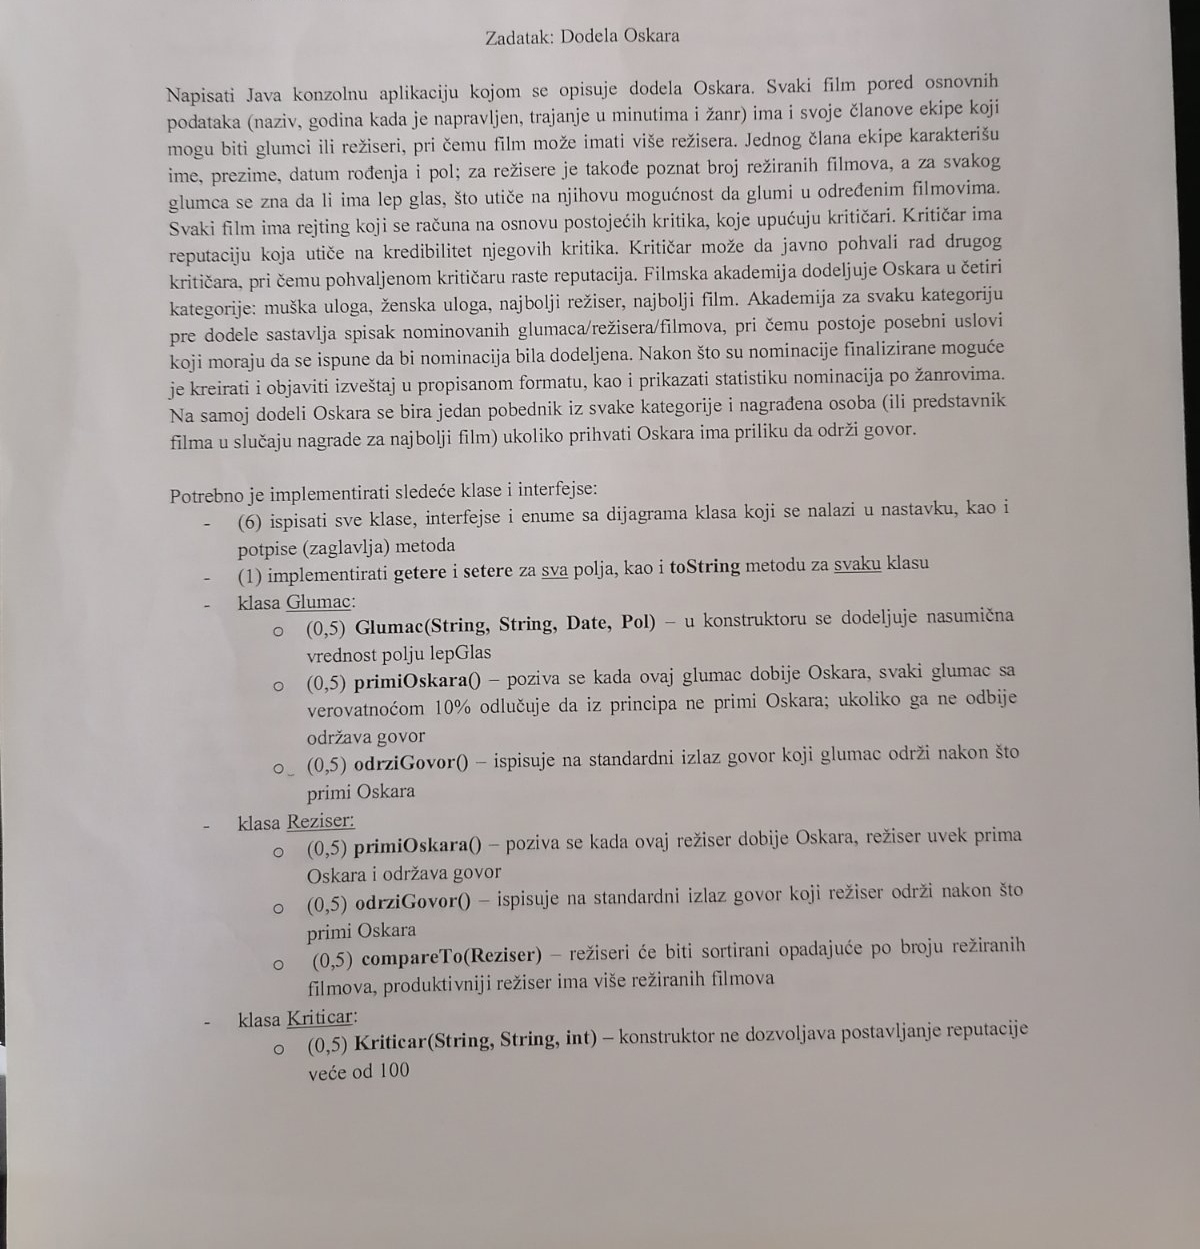 Zadatak: Dodela Oskara
Napisati Java konzolnu aplikaciju kojom se opisuje dodela Oskara. Svaki film pored osnovnih
podataka (naziv, godina kada je napravljen, trajanje u minutima i žanr) ima i svoje članove ekipe koji
mogu biti glumci ili režiseri, pri čemu film može imati više režisera. Jednog člana ekipe karakterišu
ime, prezime, datum rođenja i pol; za režisere je takođe poznat broj režiranih filmova, a za svakog
glumca se zna da li ima lep glas, što utiče na njihovu mogućnost da glumi u određenim filmovima.
Svaki film ima rejting koji se računa na osnovu postojećih kritika, koje upućuju kritičari. Kritičar ima
reputaciju koja utiče na kredibilitet njegovih kritika. Kritičar može da javno pohvali rad drugog
kritičara, pri čemu pohvaljenom kritičaru raste reputacija. Filmska akademija dodeljuje Oskara u četiri
kategorije: muška uloga, ženska uloga, najbolji režiser, najbolji film. Akademija za svaku kategoriju
pre dodele sastavlja spisak nominovanih glumaca/režisera/filmova, pri čemu postoje posebni uslovi
koji moraju da se ispune da bi nominacija bila dodeljena. Nakon što su nominacije finalizirane moguće
je kreirati i objaviti izveštaj u propisanom formatu, kao i prikazati statistiku nominacija po žanrovima.
Na samoj dodeli Oskara se bira jedan pobednik iz svake kategorije i nagrađena osoba (ili predstavnik
filma u slučaju nagrade za najbolji film) ukoliko prihvati Oskara ima priliku da održi govor.
Potrebno je implementirati sledeće klase i interfejse:
- (6) ispisati sve klase, interfejse i enume sa dijagrama klasa koji se nalazi u nastavku, kao i
potpise (zaglavlja) metoda
- (1) implementirati getere i setere za sva polja, kao i toString metodu za svaku klasu
- klasa Glumac:
o (0,5) Glumac(String, String, Date, Pol) – u konstruktoru se dodeljuje nasumična
vrednost polju lepGlas
o (0,5) primiOskara() – poziva se kada ovaj glumac dobije Oskara, svaki glumac sa
verovatnoćom 10% odlučuje da iz principa ne primi Oskara; ukoliko ga ne odbije
održava govor
o (0,5) odrziGovor() – ispisuje na standardni izlaz govor koji glumac održi nakon što
primi Oskara
- klasa Reziser:
o (0,5) primiOskara() – poziva se kada ovaj režiser dobije Oskara, režiser uvek prima
Oskara i održava govor
o (0,5) odrziGovor() – ispisuje na standardni izlaz govor koji režiser održi nakon što
primi Oskara
o (0,5) compareTo(Reziser) – režiseri će biti sortirani opadajuće po broju režiranih
filmova, produktivniji režiser ima više režiranih filmova
- klasa Kriticar:
o (0,5) Kriticar(String, String, int) – konstruktor ne dozvoljava postavljanje reputacije
veće od 100